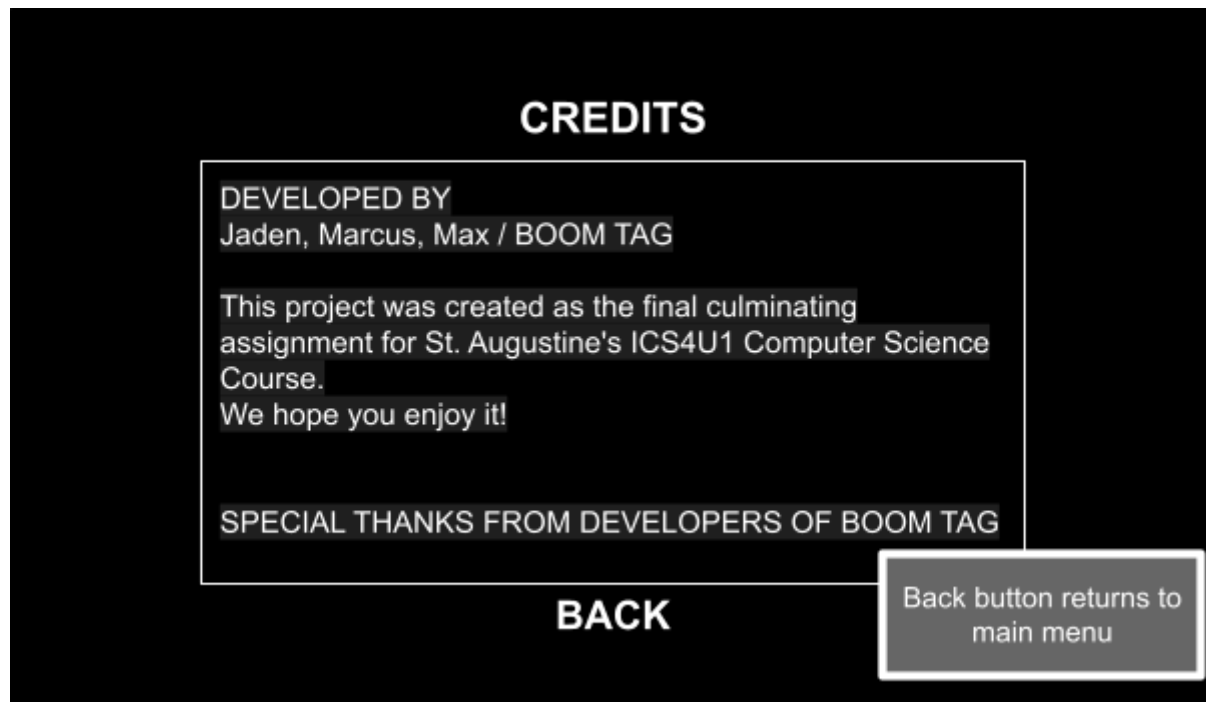 CREDITS
DEVELOPED BY
Jaden, Marcus, Max / BOOM TAG
This project was created as the final culminating
assignment for St. Augustine's ICS4U1 Computer Science
Course.
We hope you enjoy it!
SPECIAL THANKS FROM DEVELOPERS OF BOOM TAG
BACK
Back button returns to
main menu